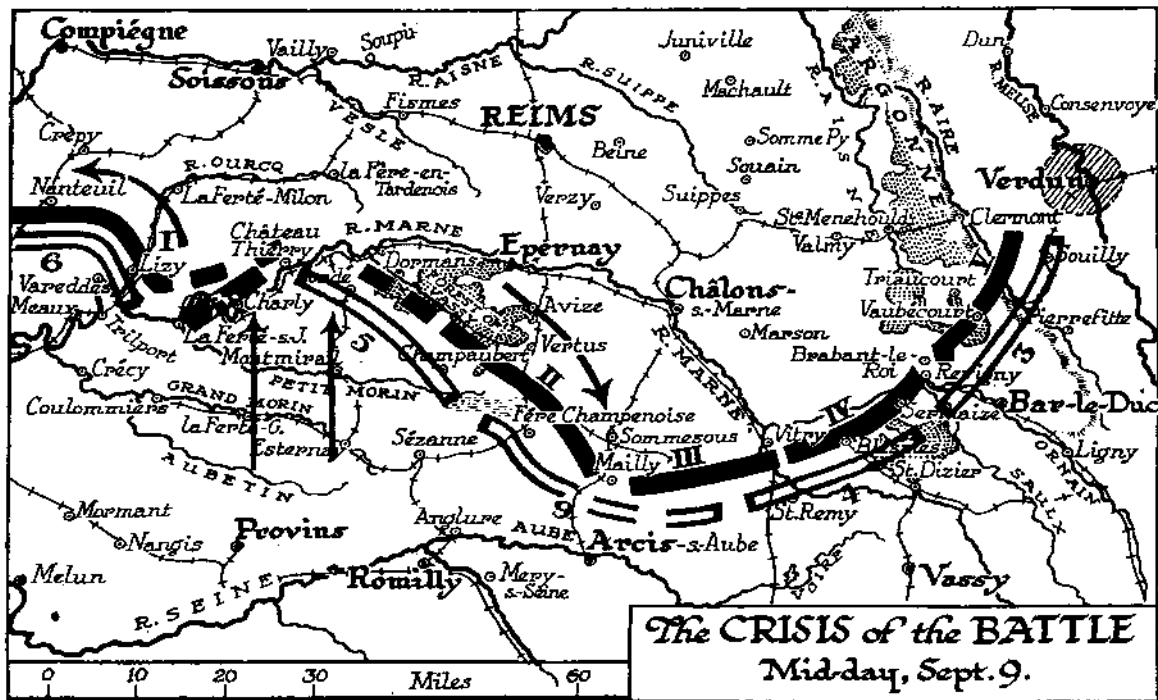 Compiégne
Vailly
Soupir
Juniville
Dun
Soissons
R. AISNE
R. SUIPPE
Machault
R. AISNE
ARGONNE
R. AIRE
R. MEUSE
Consenvoye
Fismes
VESLE
REIMS
Crépy
Beine
Somme Py
Souain
R. OURCQ
la Fère-en-
Tardenois
Verdun
Nanteuil
La Ferté-Milon
Verzy
Suippes
Ste Menehould
Clermont
Valmy
Château
Thierry
R. MARNE
I
Epernay
Dormans
6
Lizy
Souilly
Vareddes
Triaucourt
Meaux
Charly
Avize
Châlons-
s.-Marne
Vaubecourt
Pierrefitte
Trilport
La Ferté-s-J.
5
Marson
Montmirail
Champaubert
Vertus
Brabant-le-
Roi
Revigny
3
Crécy
PETIT MORIN
II
R. MARNE
GRAND MORIN
Coulommiers
la Ferté-G.
Fére Champenoise
IV
Sermaize
Bar-le-Duc
Esternay
Sézanne
Sommesous
Vitry
Blesmes
Ligny
AUBETIN
Mailly
III
St. Dizier
ORNAIN
SAULX
9
4
St. Remy
Mormant
Provins
Anglure
AUBE
Arcis-s-Aube
Nangis
VOIRE
Melun
R. SEINE
Romilly
Mery-
s-Seine
Vassy
The CRISIS of the BATTLE
Mid-day, Sept. 9.
0 10 20 30 Miles 60